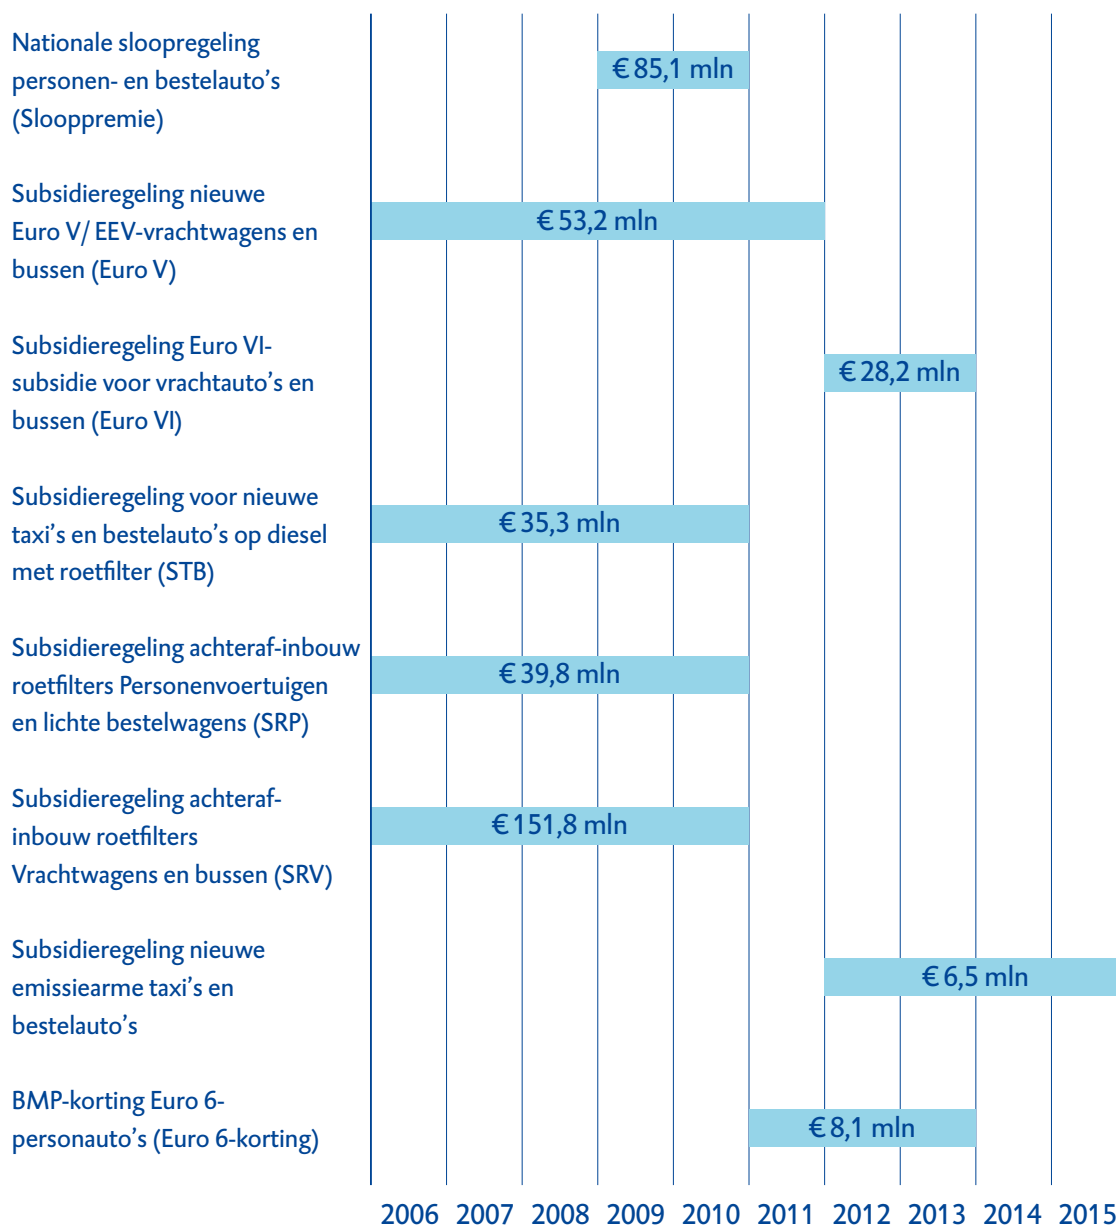 Nationale sloopregeling
personen- en bestelauto’s
(Slooppremie)
€ 85,1 mln
Subsidieregeling nieuwe
Euro V/ EEV-vrachtwagens en
bussen (Euro V)
€ 53,2 mln
Subsidieregeling Euro VI-
subsidie voor vrachtauto’s en
bussen (Euro VI)
€ 28,2 mln
Subsidieregeling voor nieuwe
taxi’s en bestelauto’s op diesel
met roetfilter (STB)
€ 35,3 mln
Subsidieregeling achteraf-inbouw
roetfilters Personenvoertuigen
en lichte bestelwagens (SRP)
€ 39,8 mln
Subsidieregeling achteraf-
inbouw roetfilters
Vrachtwagens en bussen (SRV)
€ 151,8 mln
Subsidieregeling nieuwe
emissiearme taxi’s en
bestelauto’s
€ 6,5 mln
BMP-korting Euro 6-
personauto’s (Euro 6-korting)
€ 8,1 mln
2006 2007 2008 2009 2010 2011 2012 2013 2014 2015